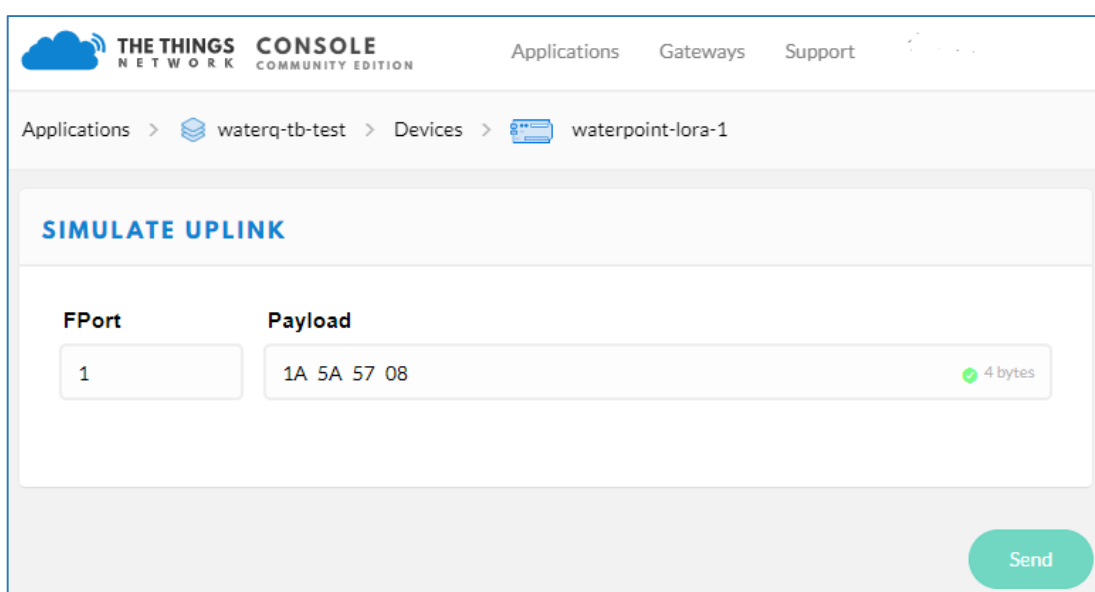 THE THINGS NETWORK CONSOLE COMMUNITY EDITION Applications Gateways Support
Applications > waterq-tb-test > Devices > waterpoint-lora-1
SIMULATE UPLINK
FPort Payload
1 1A 5A 57 08 4 bytes
Send